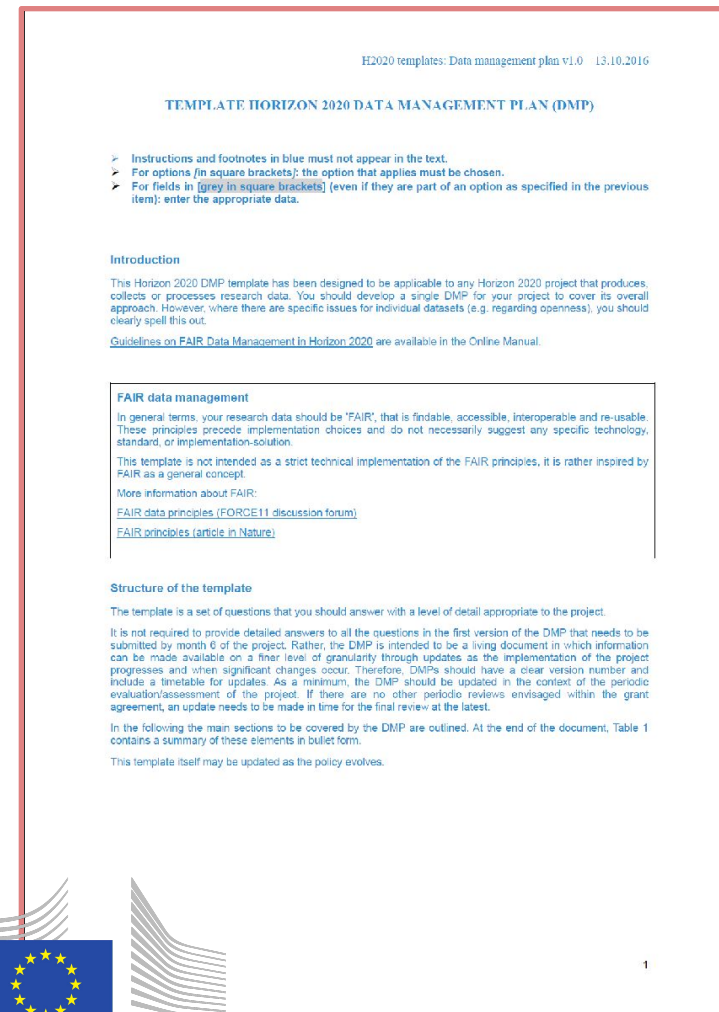 H2020 templates: Data management plan v1.0 13.10.2016
TEMPLATE HORIZON 2020 DATA MANAGEMENT PLAN (DMP)
➢ Instructions and footnotes in blue must not appear in the text.
➢ For options [in square brackets]: the option that applies must be chosen.
➢ For fields in [grey in square brackets] (even if they are part of an option as specified in the previous
item): enter the appropriate data.
Introduction
This Horizon 2020 DMP template has been designed to be applicable to any Horizon 2020 project that produces,
collects or processes research data. You should develop a single DMP for your project to cover its overall
approach. However, where there are specific issues for individual datasets (e.g. regarding openness), you should
clearly spell this out.
Guidelines on FAIR Data Management in Horizon 2020 are available in the Online Manual.
FAIR data management
In general terms, your research data should be 'FAIR', that is findable, accessible, interoperable and re-usable.
These principles precede implementation choices and do not necessarily suggest any specific technology,
standard, or implementation-solution.
This template is not intended as a strict technical implementation of the FAIR principles, it is rather inspired by
FAIR as a general concept.
More information about FAIR:
FAIR data principles (FORCE11 discussion forum)
FAIR principles (article in Nature)
Structure of the template
The template is a set of questions that you should answer with a level of detail appropriate to the project.
It is not required to provide detailed answers to all the questions in the first version of the DMP that needs to be
submitted by month 6 of the project. Rather, the DMP is intended to be a living document in which information
can be made available on a finer level of granularity through updates as the implementation of the project
progresses and when significant changes occur. Therefore, DMPs should have a clear version number and
include a timetable for updates. As a minimum, the DMP should be updated in the context of the periodic
evaluation/assessment of the project. If there are no other periodic reviews envisaged within the grant
agreement, an update needs to be made in time for the final review at the latest.
In the following the main sections to be covered by the DMP are outlined. At the end of the document, Table 1
contains a summary of these elements in bullet form.
This template itself may be updated as the policy evolves.
1